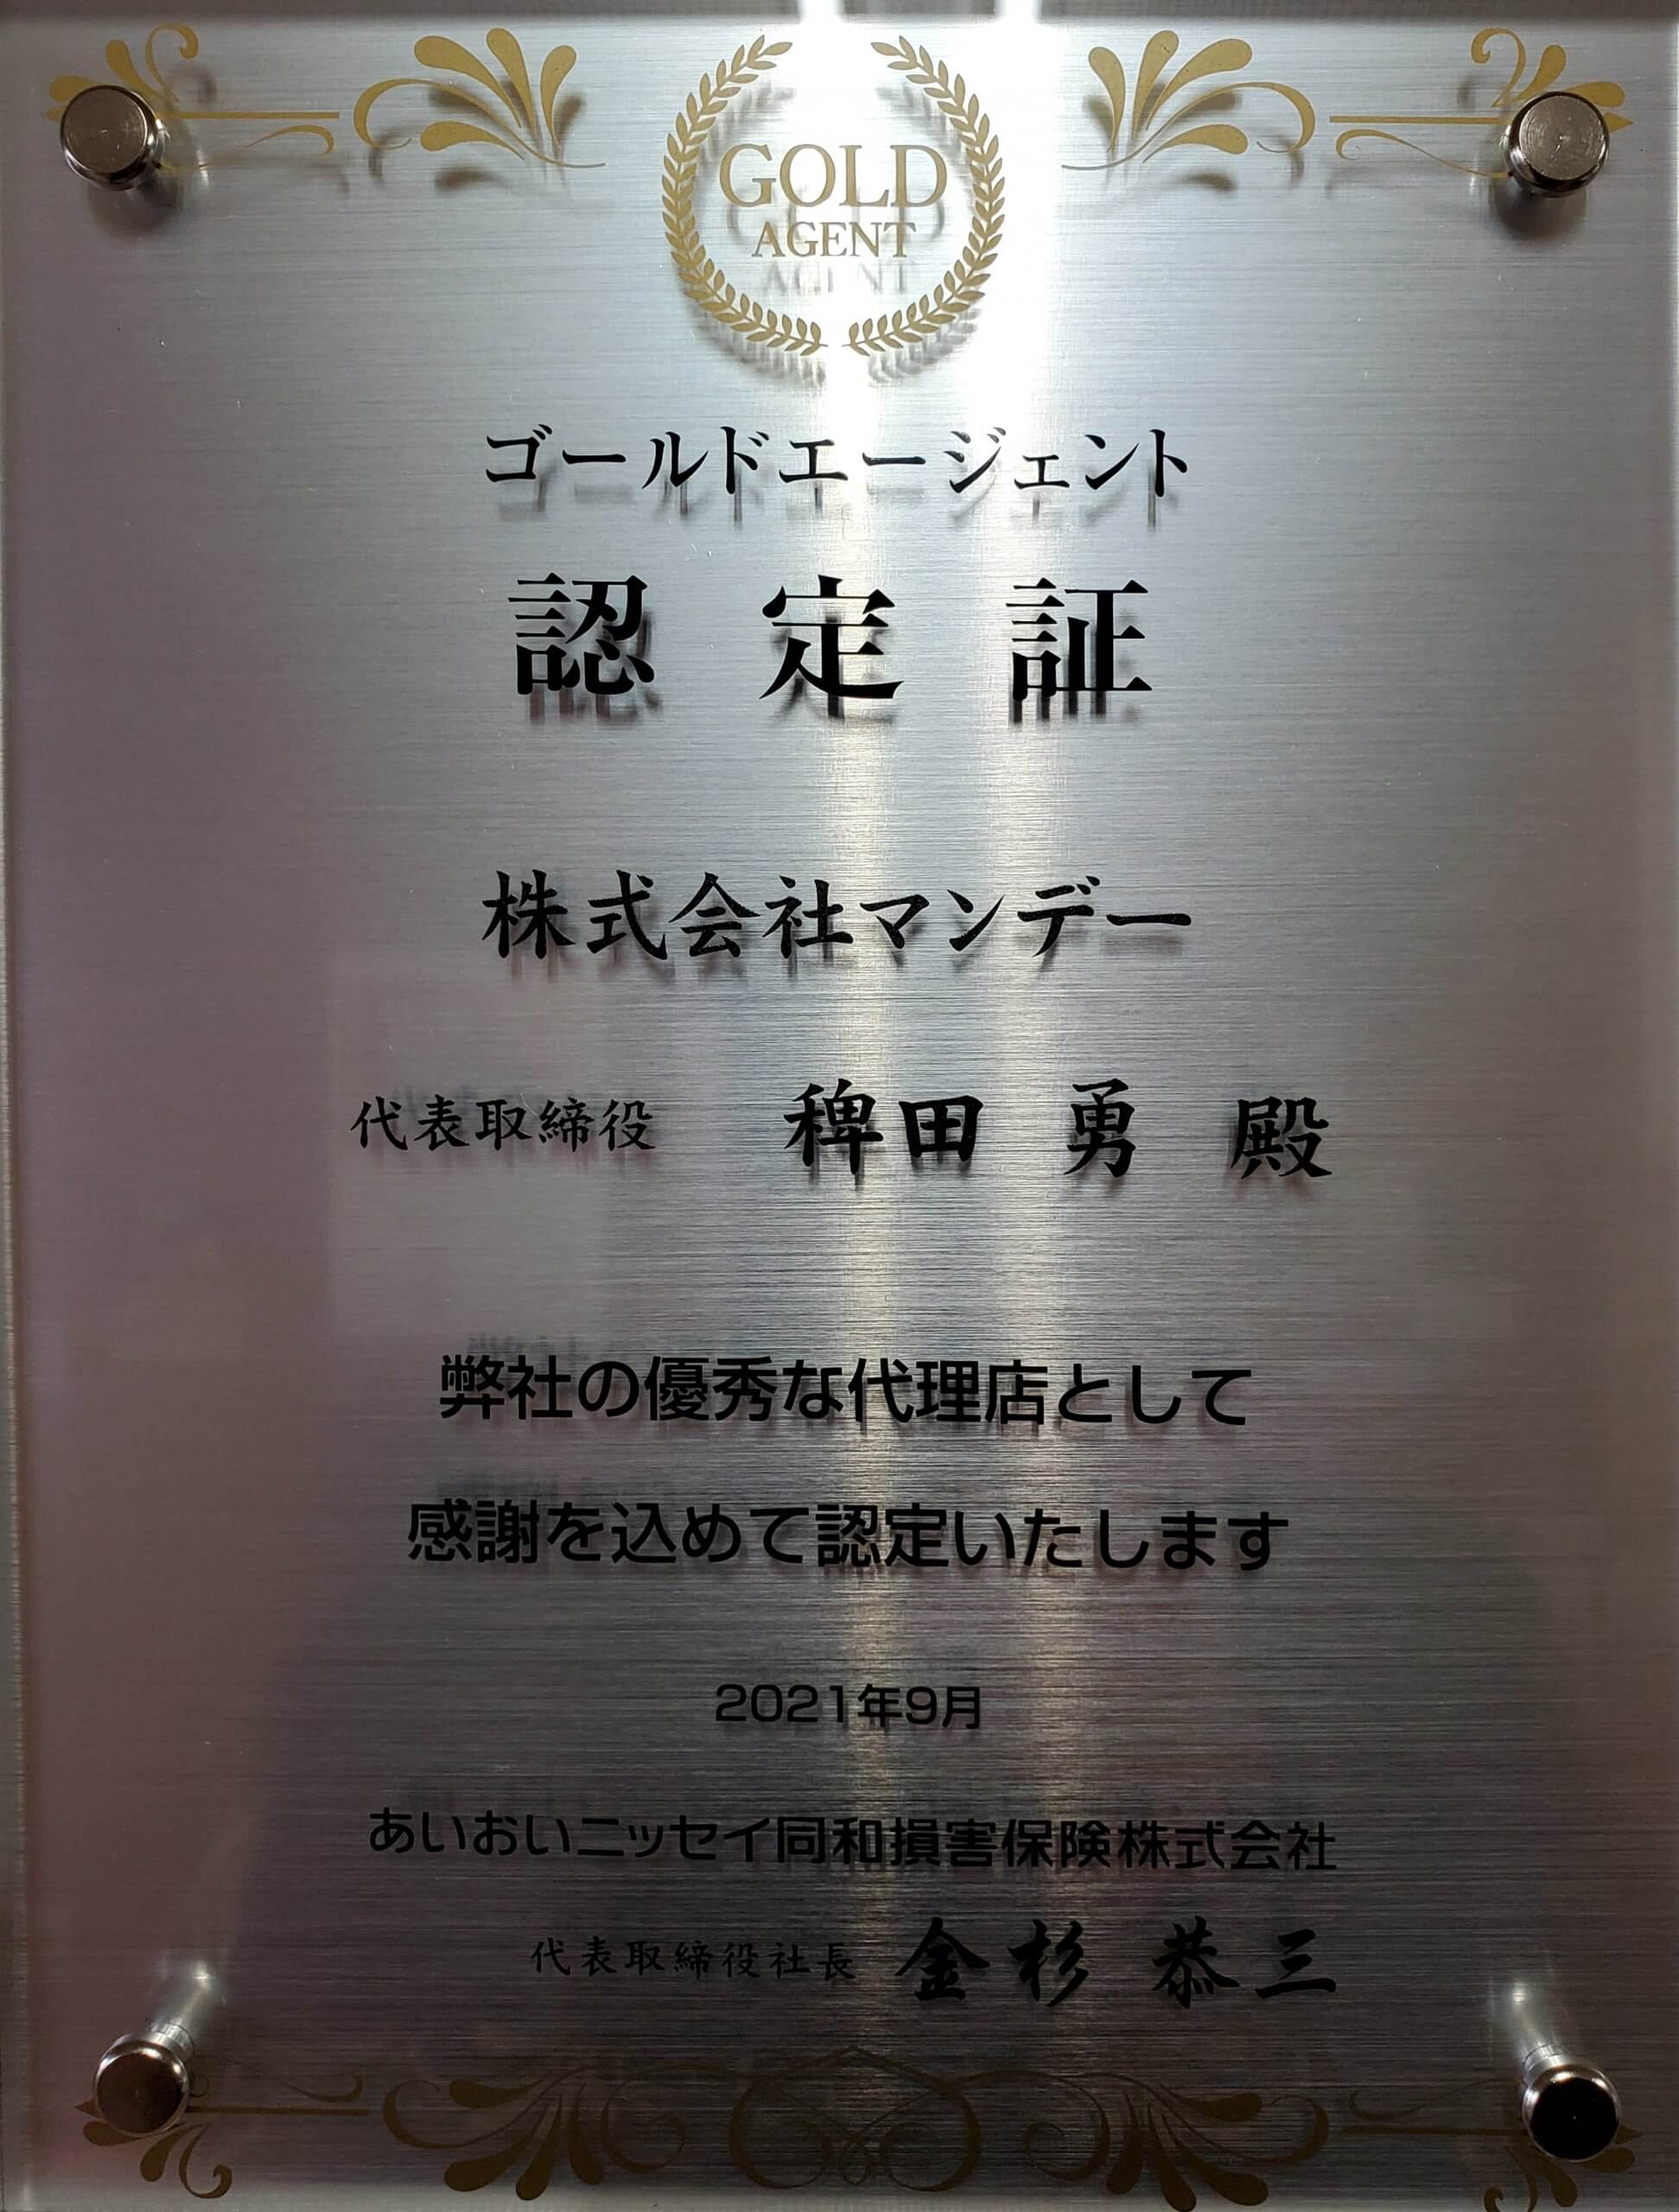 GOLD
AGENT
ゴールドエージェント
認定証
株式会社マンデー
代表取締役 稗田 勇 殿
弊社の優秀な代理店として
感謝を込めて認定いたします
2021年9月
あいおいニッセイ同和損害保険株式会社
代表取締役社長 金杉 恭三